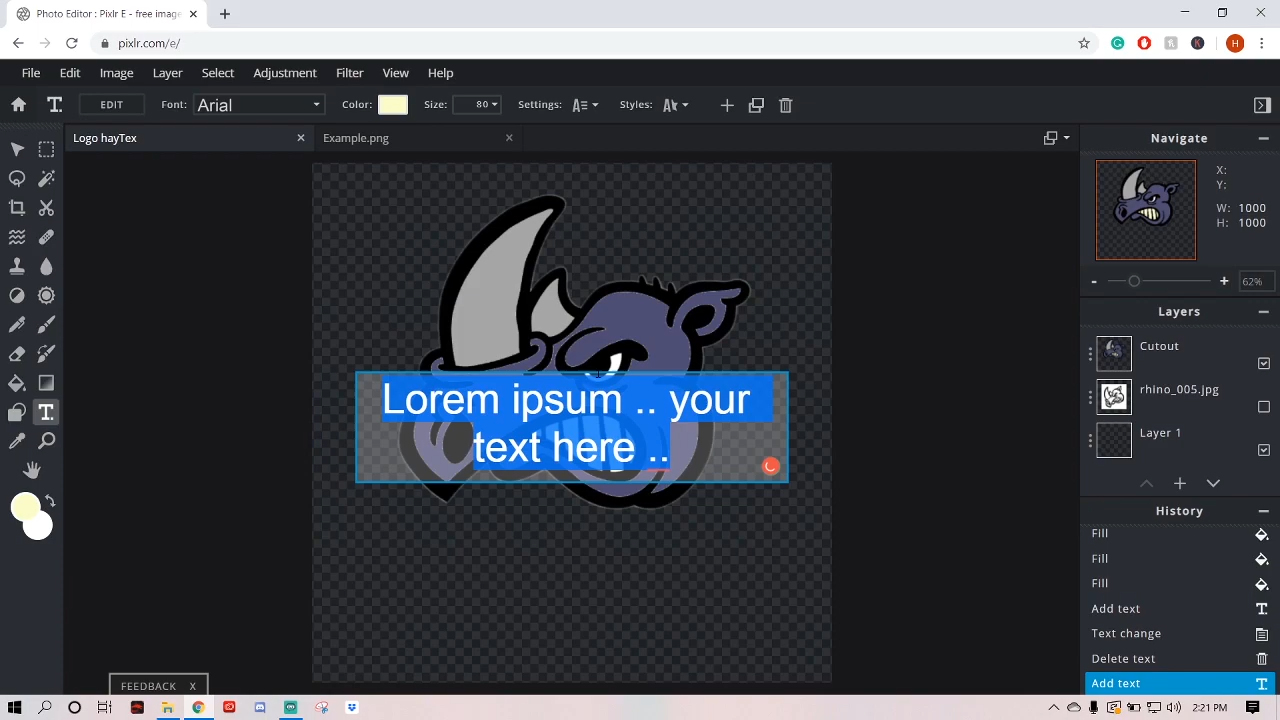 Photo Editor : Pixlr E - free image
pixlr.com/e/
H
File Edit Image Layer Select Adjustment Filter View Help
EDIT Font: Arial Color: Size: 80 Settings: Styles:
Logo hayTex Example.png
Navigate
X:
Y:
W: 1000
H: 1000
- + 62%
Layers
Cutout
rhino_005.jpg
Layer 1
History
Fill
Fill
Fill
Add text
Text change
Delete text
Add text
Lorem ipsum .. your
text here ..
FEEDBACK X
2:21 PM